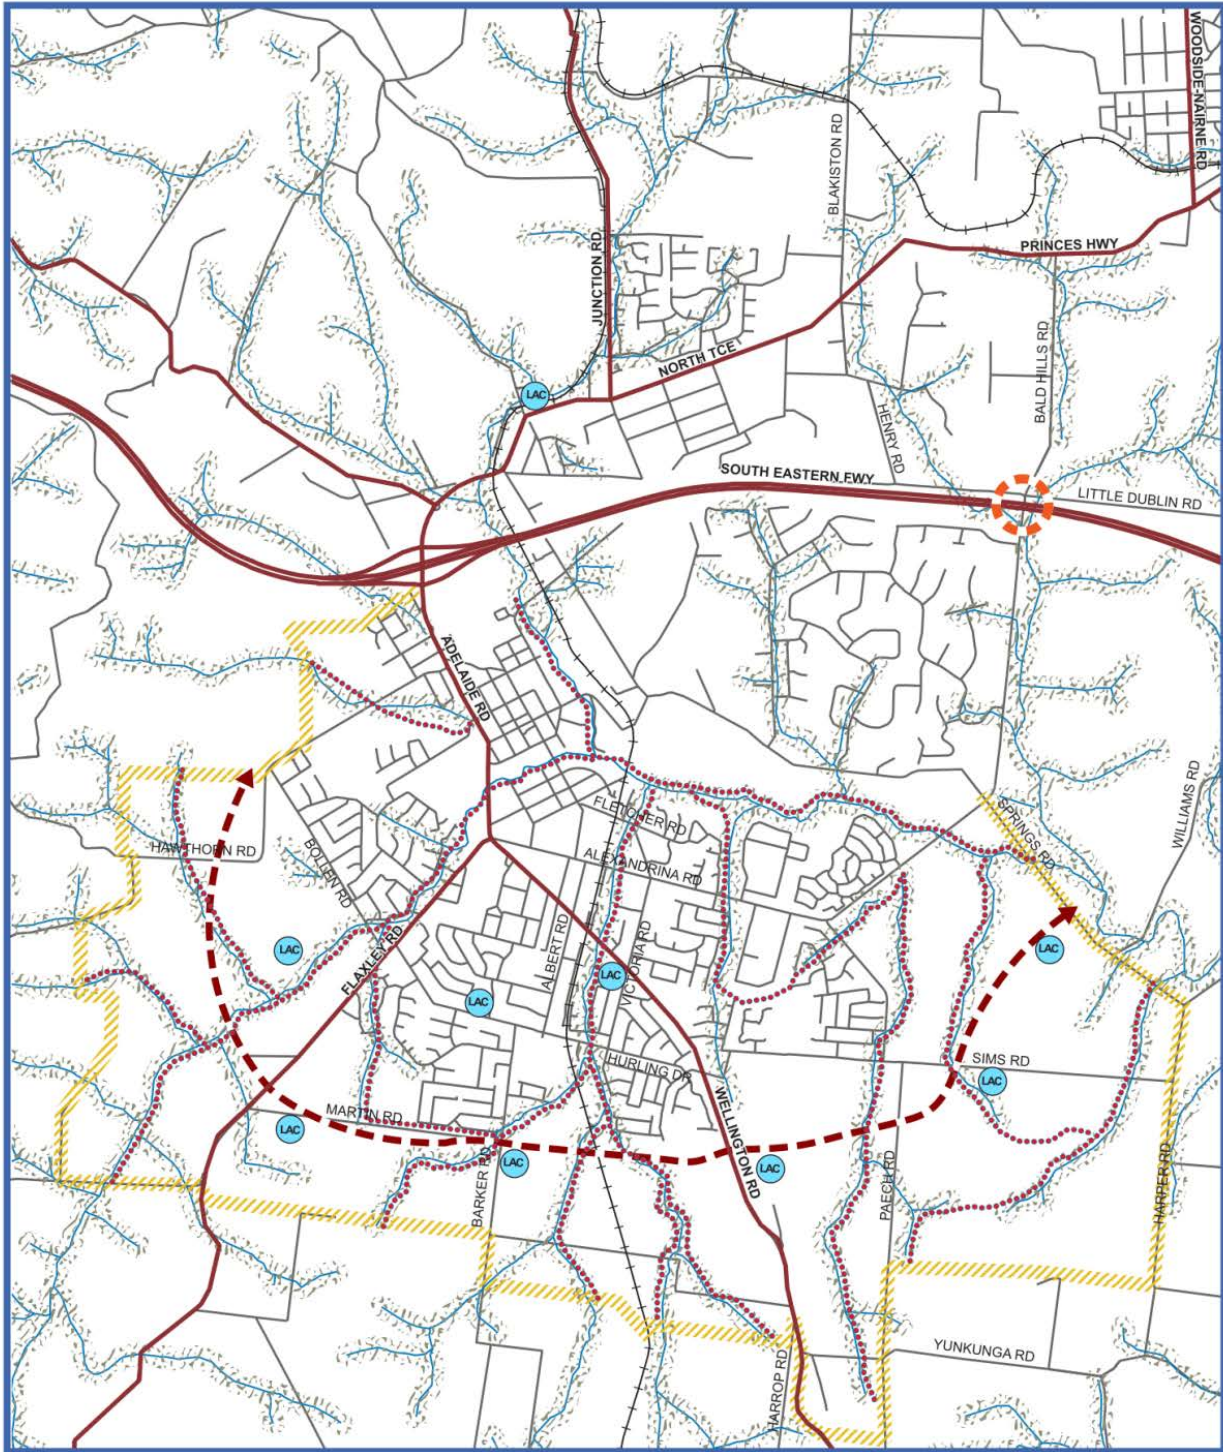 WOODSIDE-NAIRNE RD
BLAKISTON RD
PRINCES HWY
JUNCTION RD
NORTH TCE
BALD HILLS RD
LAC
HENRY RD
SOUTH EASTERN FWY
LITTLE DUBLIN RD
ADELAIDE RD
WILLIAMS RD
FLETCHER RD
SPRINGS RD
HAWTHORN RD
BOLLEN RD
ALEXANDRINA RD
ALBERT RD
VICTORIA RD
FLAXLEY RD
LAC
LAC
LAC
LAC
HURLING DR
SIMS RD
LAC
MARTIN RD
LAC
WELLINGTON RD
BARKER RD
LAC
LAC
PAECH RD
HARPER RD
YUNKUNGA RD
HARROP RD